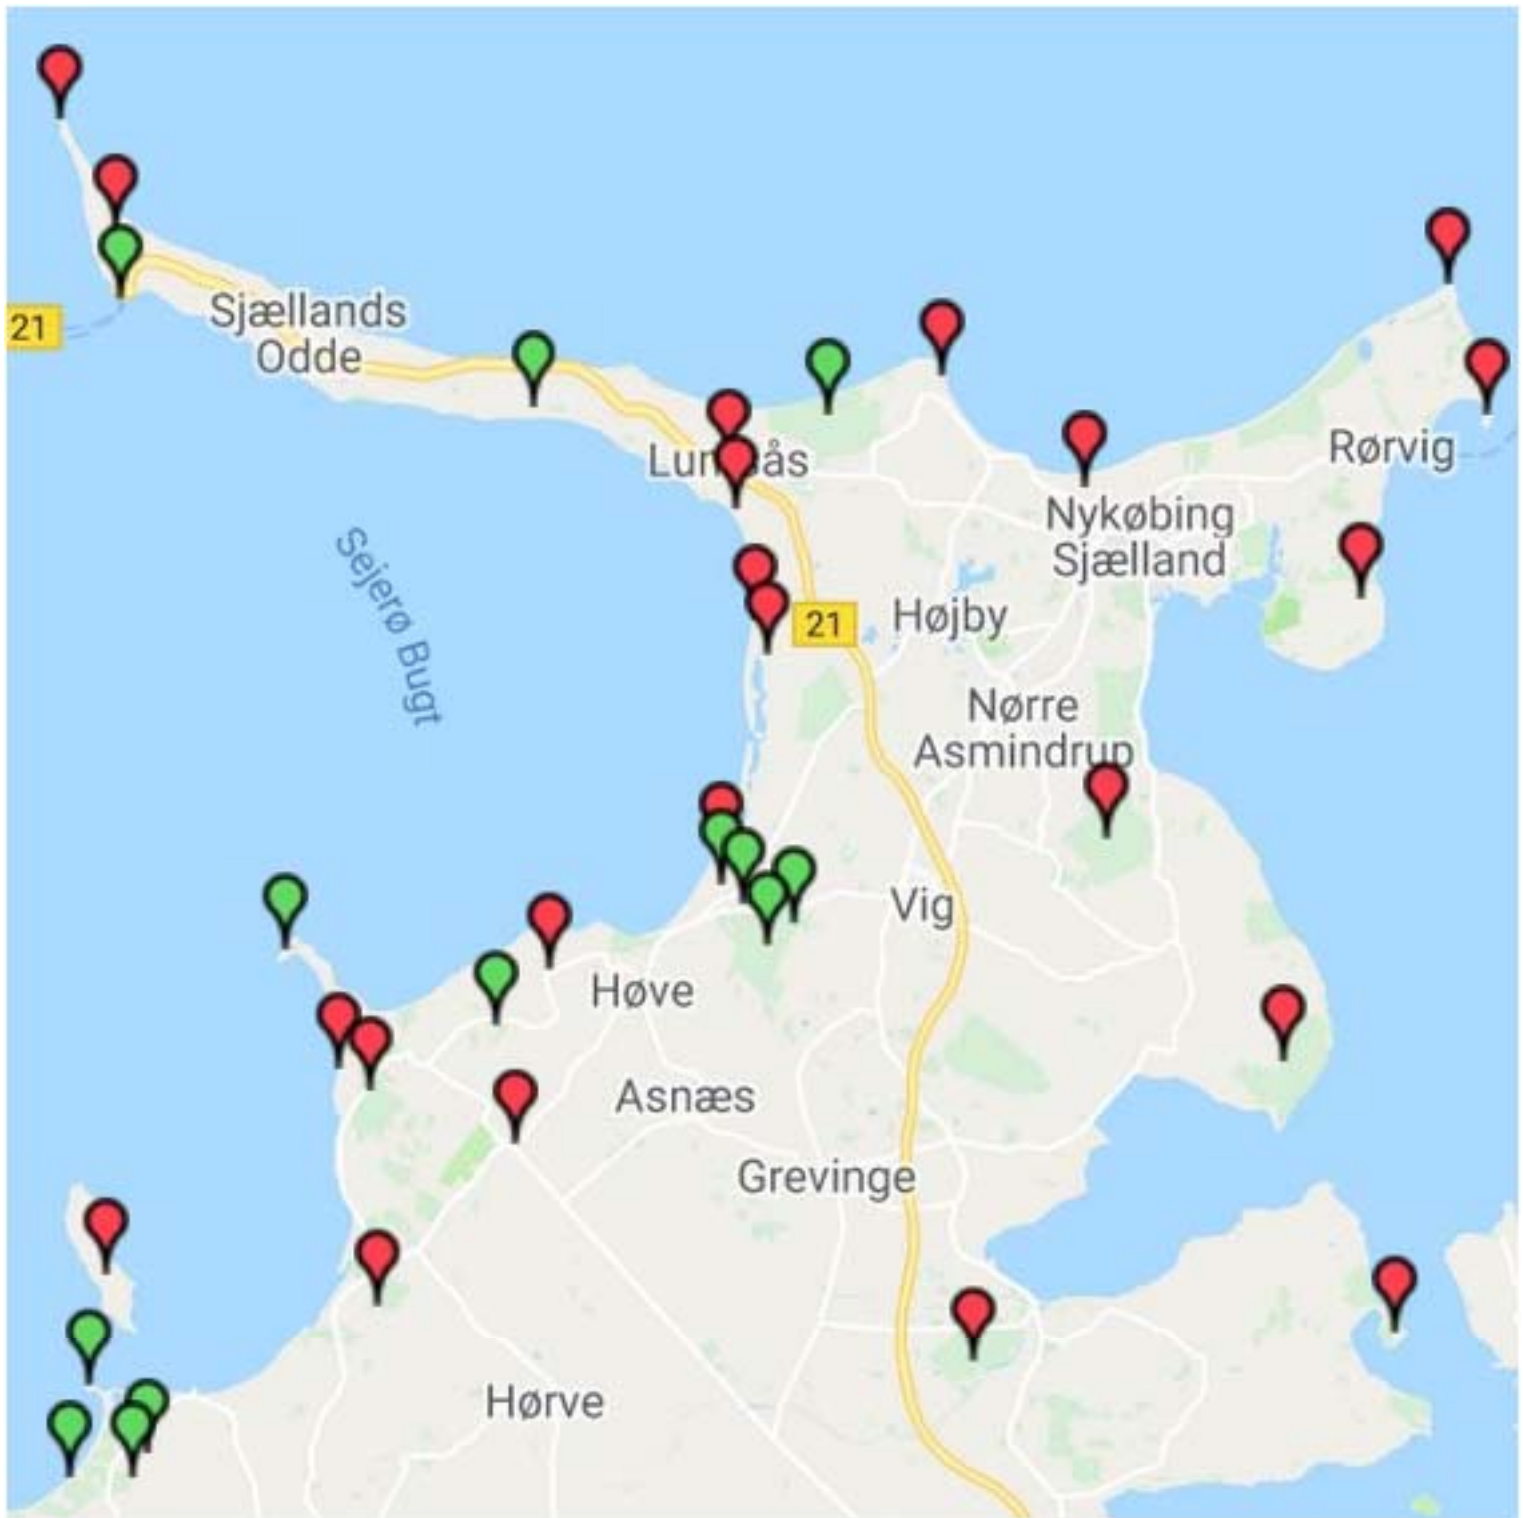 Sjællands
Odde
21
Rørvig
Nykøbing
Sjælland
Sejerø Bugt
Højby
21
Nørre
Asmindrup
Vig
Høve
Asnæs
Grevinge
Hørve